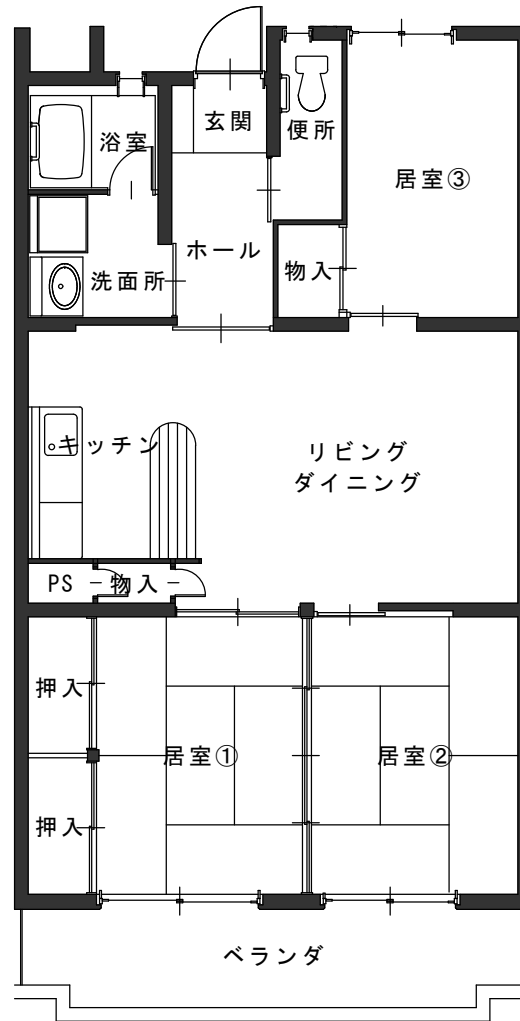 玄関
便所
浴室
居室③
ホール
物入
洗面所
キッチン
リビング
ダイニング
PS
物入
押入
居室①
居室②
押入
ベランダ